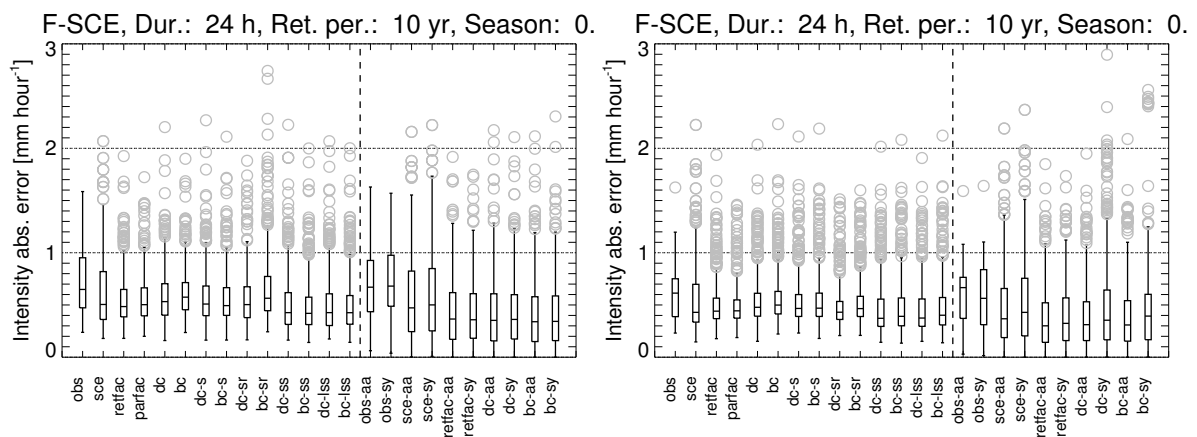 F-SCE, Dur.: 24 h, Ret. per.: 10 yr, Season: 0.
Intensity abs. error [mm hour⁻¹]
3
2
1
0
obs
sce
retfac
parfac
dc
bc
dc-s
bc-s
dc-sr
bc-sr
dc-ss
bc-ss
dc-lss
bc-lss
obs-aa
obs-sy
sce-aa
sce-sy
retfac-aa
retfac-sy
dc-aa
dc-sy
bc-aa
bc-sy
F-SCE, Dur.: 24 h, Ret. per.: 10 yr, Season: 0.
Intensity abs. error [mm hour⁻¹]
3
2
1
0
obs
sce
retfac
parfac
dc
bc
dc-s
bc-s
dc-sr
bc-sr
dc-ss
bc-ss
dc-lss
bc-lss
obs-aa
obs-sy
sce-aa
sce-sy
retfac-aa
retfac-sy
dc-aa
dc-sy
bc-aa
bc-sy